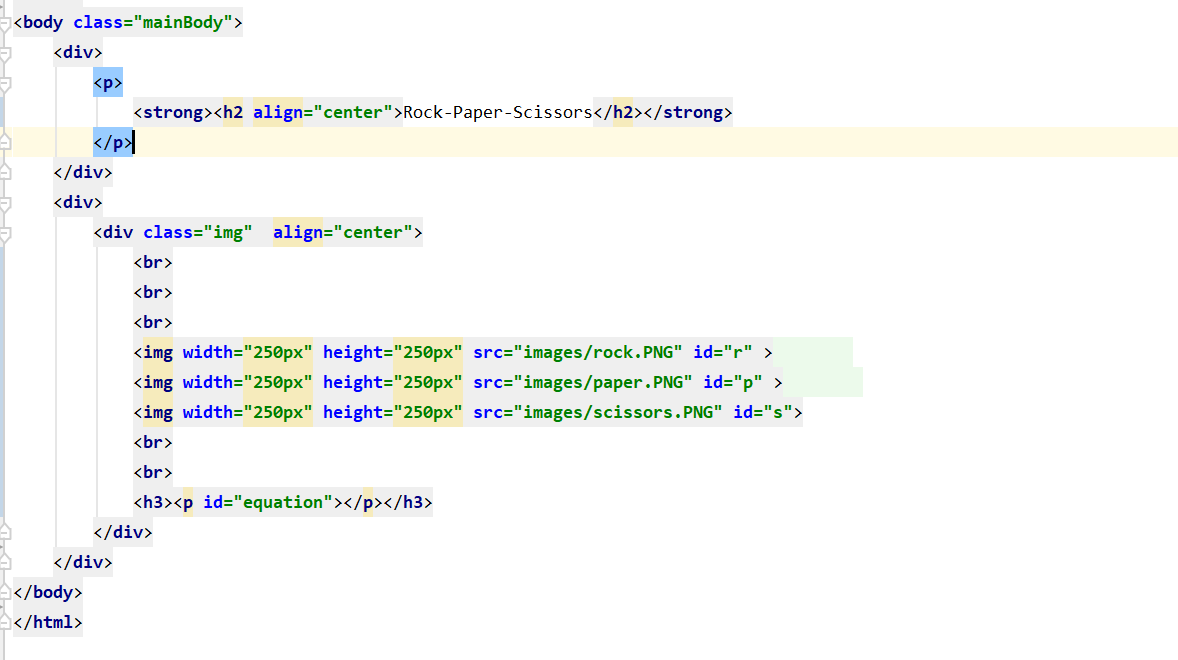 <body class="mainBody">
    <div>
        <p>
            <strong><h2 align="center">Rock-Paper-Scissors</h2></strong>
        </p>
    </div>
    <div>
        <div class="img"  align="center">
            <br>
            <br>
            <br>
            <img width="250px" height="250px" src="images/rock.PNG" id="r" >
            <img width="250px" height="250px" src="images/paper.PNG" id="p" >
            <img width="250px" height="250px" src="images/scissors.PNG" id="s">
            <br>
            <br>
            <h3><p id="equation"></p></h3>
        </div>
    </div>
</body>
</html>